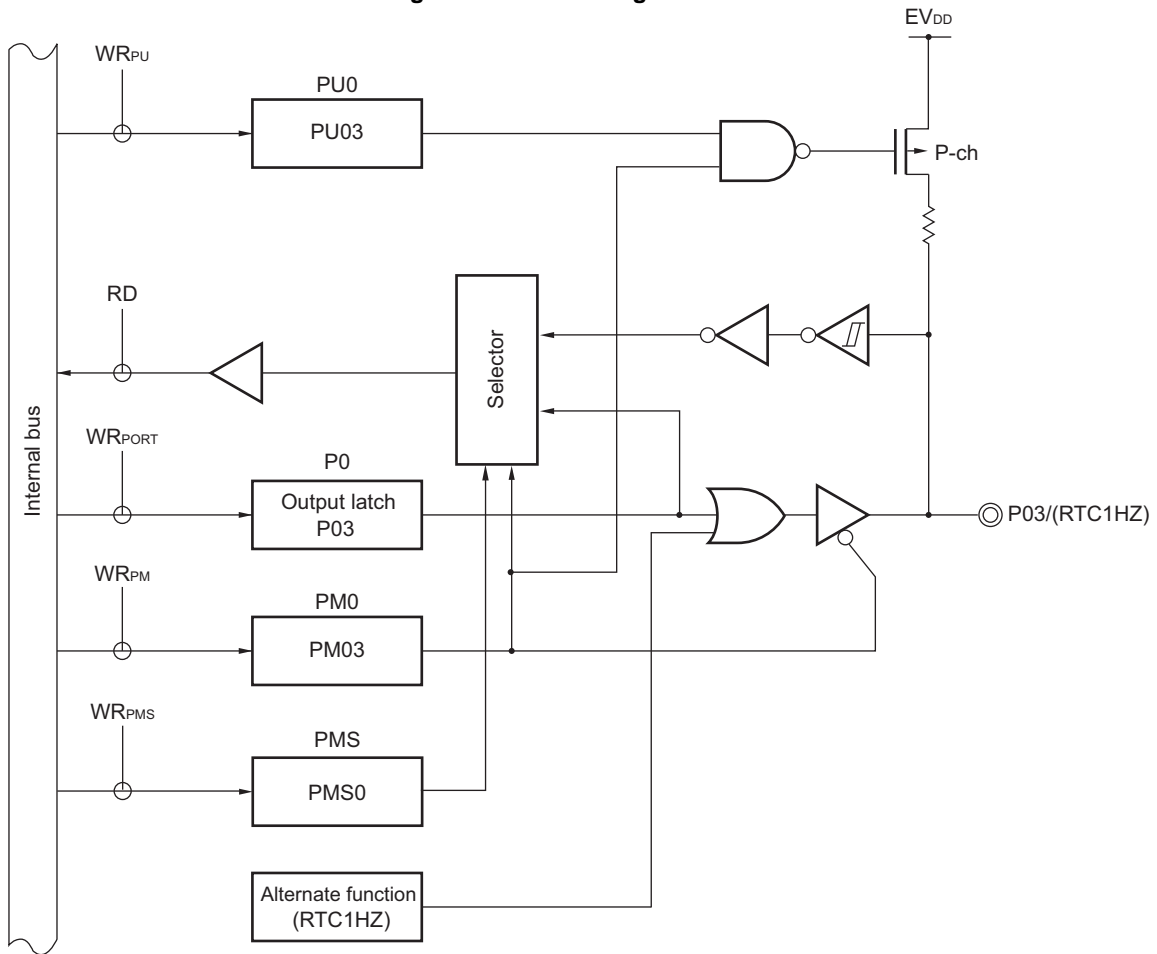 EVDD
WRPU
PU0
PU03
P-ch
RD
Selector
Internal bus
WRPORT
P0
Output latch
P03
P03/(RTC1HZ)
WRPM
PM0
PM03
WRPMS
PMS
PMS0
Alternate function
(RTC1HZ)